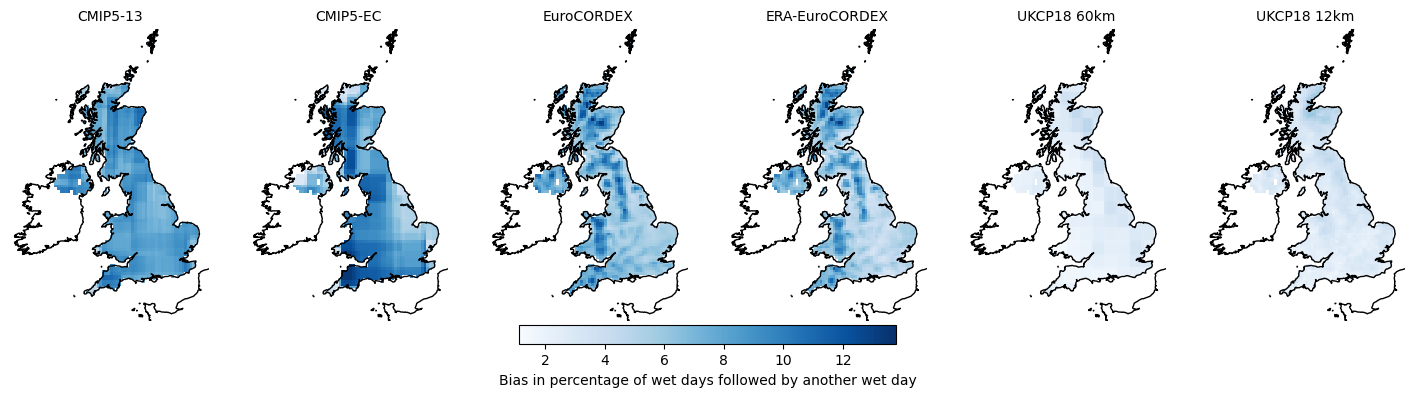 CMIP5-13 CMIP5-EC EuroCORDEX ERA-EuroCORDEX UKCP18 60km UKCP18 12km
2 4 6 8 10 12
Bias in percentage of wet days followed by another wet day